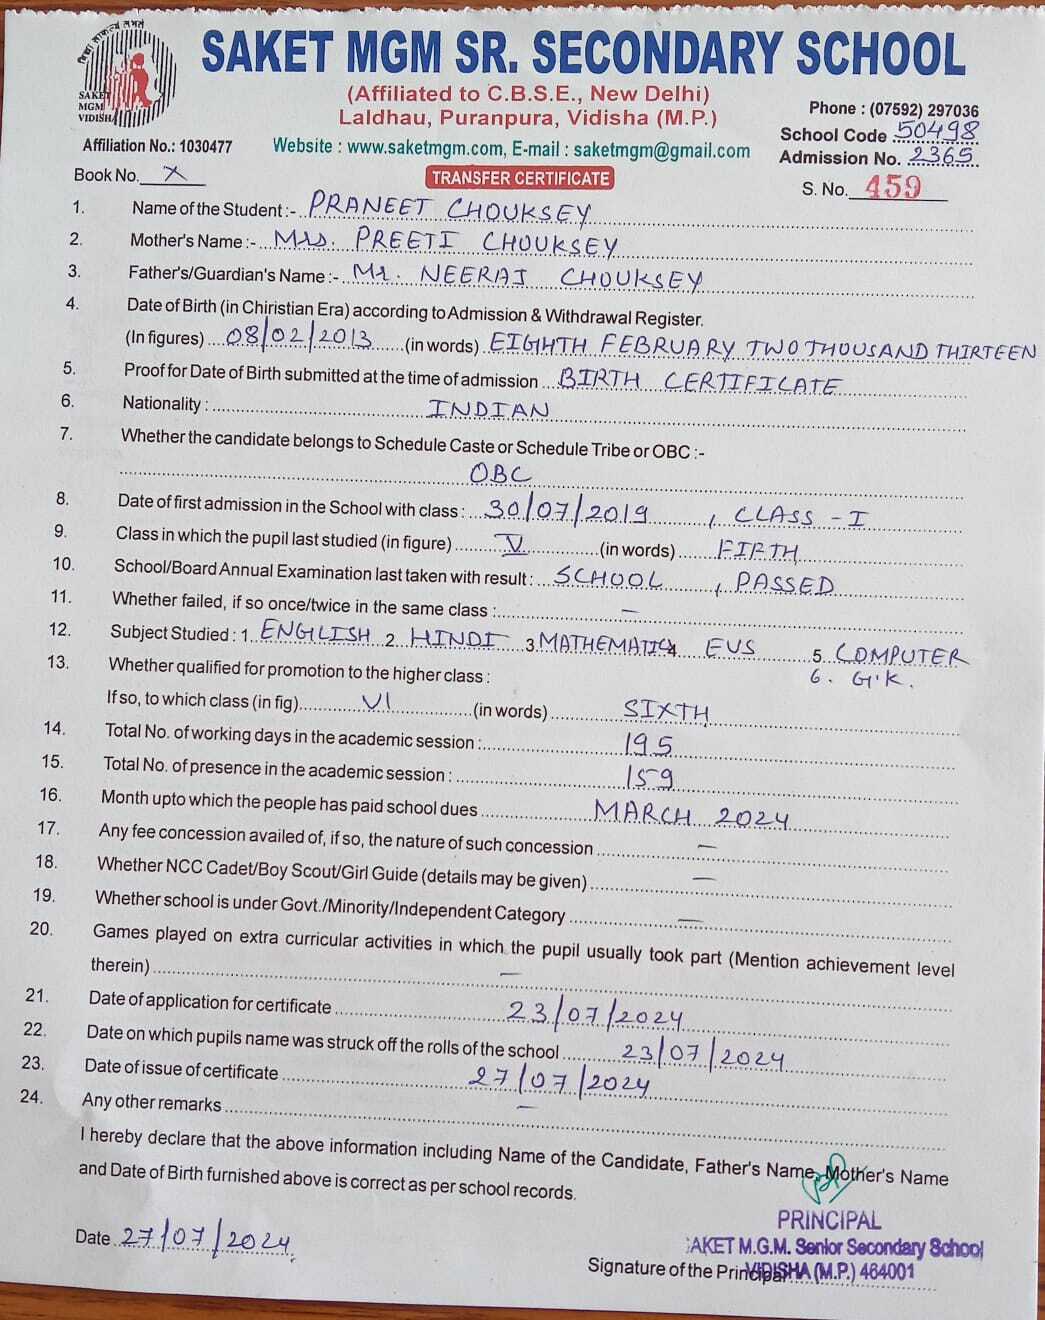 विद्या लोकस्य लभते
SAKET
MGM
VIDISHA
SAKET MGM SR. SECONDARY SCHOOL
(Affiliated to C.B.S.E., New Delhi)
Laldhau, Puranpura, Vidisha (M.P.)
Phone : (07592) 297036
School Code 50498
Affiliation No.: 1030477 Website : www.saketmgm.com, E-mail : saketmgm@gmail.com Admission No. 2365
Book No. X TRANSFER CERTIFICATE S. No. 459
1. Name of the Student :- PRANEET CHOUKSEY
2. Mother's Name :- Mrs. PREETI CHOUKSEY
3. Father's/Guardian's Name :- Mr. NEERAJ CHOUKSEY
4. Date of Birth (in Chiristian Era) according to Admission & Withdrawal Register.
(In figures) 08/02/2013 (in words) EIGHTH FEBRUARY TWO THOUSAND THIRTEEN
5. Proof for Date of Birth submitted at the time of admission BIRTH CERTIFICATE
6. Nationality : INDIAN
7. Whether the candidate belongs to Schedule Caste or Schedule Tribe or OBC :-
OBC
8. Date of first admission in the School with class : 30/07/2019 , CLASS - I
9. Class in which the pupil last studied (in figure) V (in words) FIFTH
10. School/Board Annual Examination last taken with result : SCHOOL , PASSED
11. Whether failed, if so once/twice in the same class : —
12. Subject Studied : 1. ENGLISH 2. HINDI 3. MATHEMATICS 4. EVS 5. COMPUTER
6. G.K.
13. Whether qualified for promotion to the higher class :
If so, to which class (in fig) VI (in words) SIXTH
14. Total No. of working days in the academic session : 195
15. Total No. of presence in the academic session : 159
16. Month upto which the people has paid school dues MARCH 2024
17. Any fee concession availed of, if so, the nature of such concession —
18. Whether NCC Cadet/Boy Scout/Girl Guide (details may be given) —
19. Whether school is under Govt./Minority/Independent Category —
20. Games played on extra curricular activities in which the pupil usually took part (Mention achievement level
therein) —
21. Date of application for certificate 23/07/2024
22. Date on which pupils name was struck off the rolls of the school 23/07/2024
23. Date of issue of certificate 27/07/2024
24. Any other remarks —
I hereby declare that the above information including Name of the Candidate, Father's Name, Mother's Name
and Date of Birth furnished above is correct as per school records.
PRINCIPAL
SAKET M.G.M. Senior Secondary School
VIDISHA (M.P.) 464001
Date 27/07/2024
Signature of the Principal